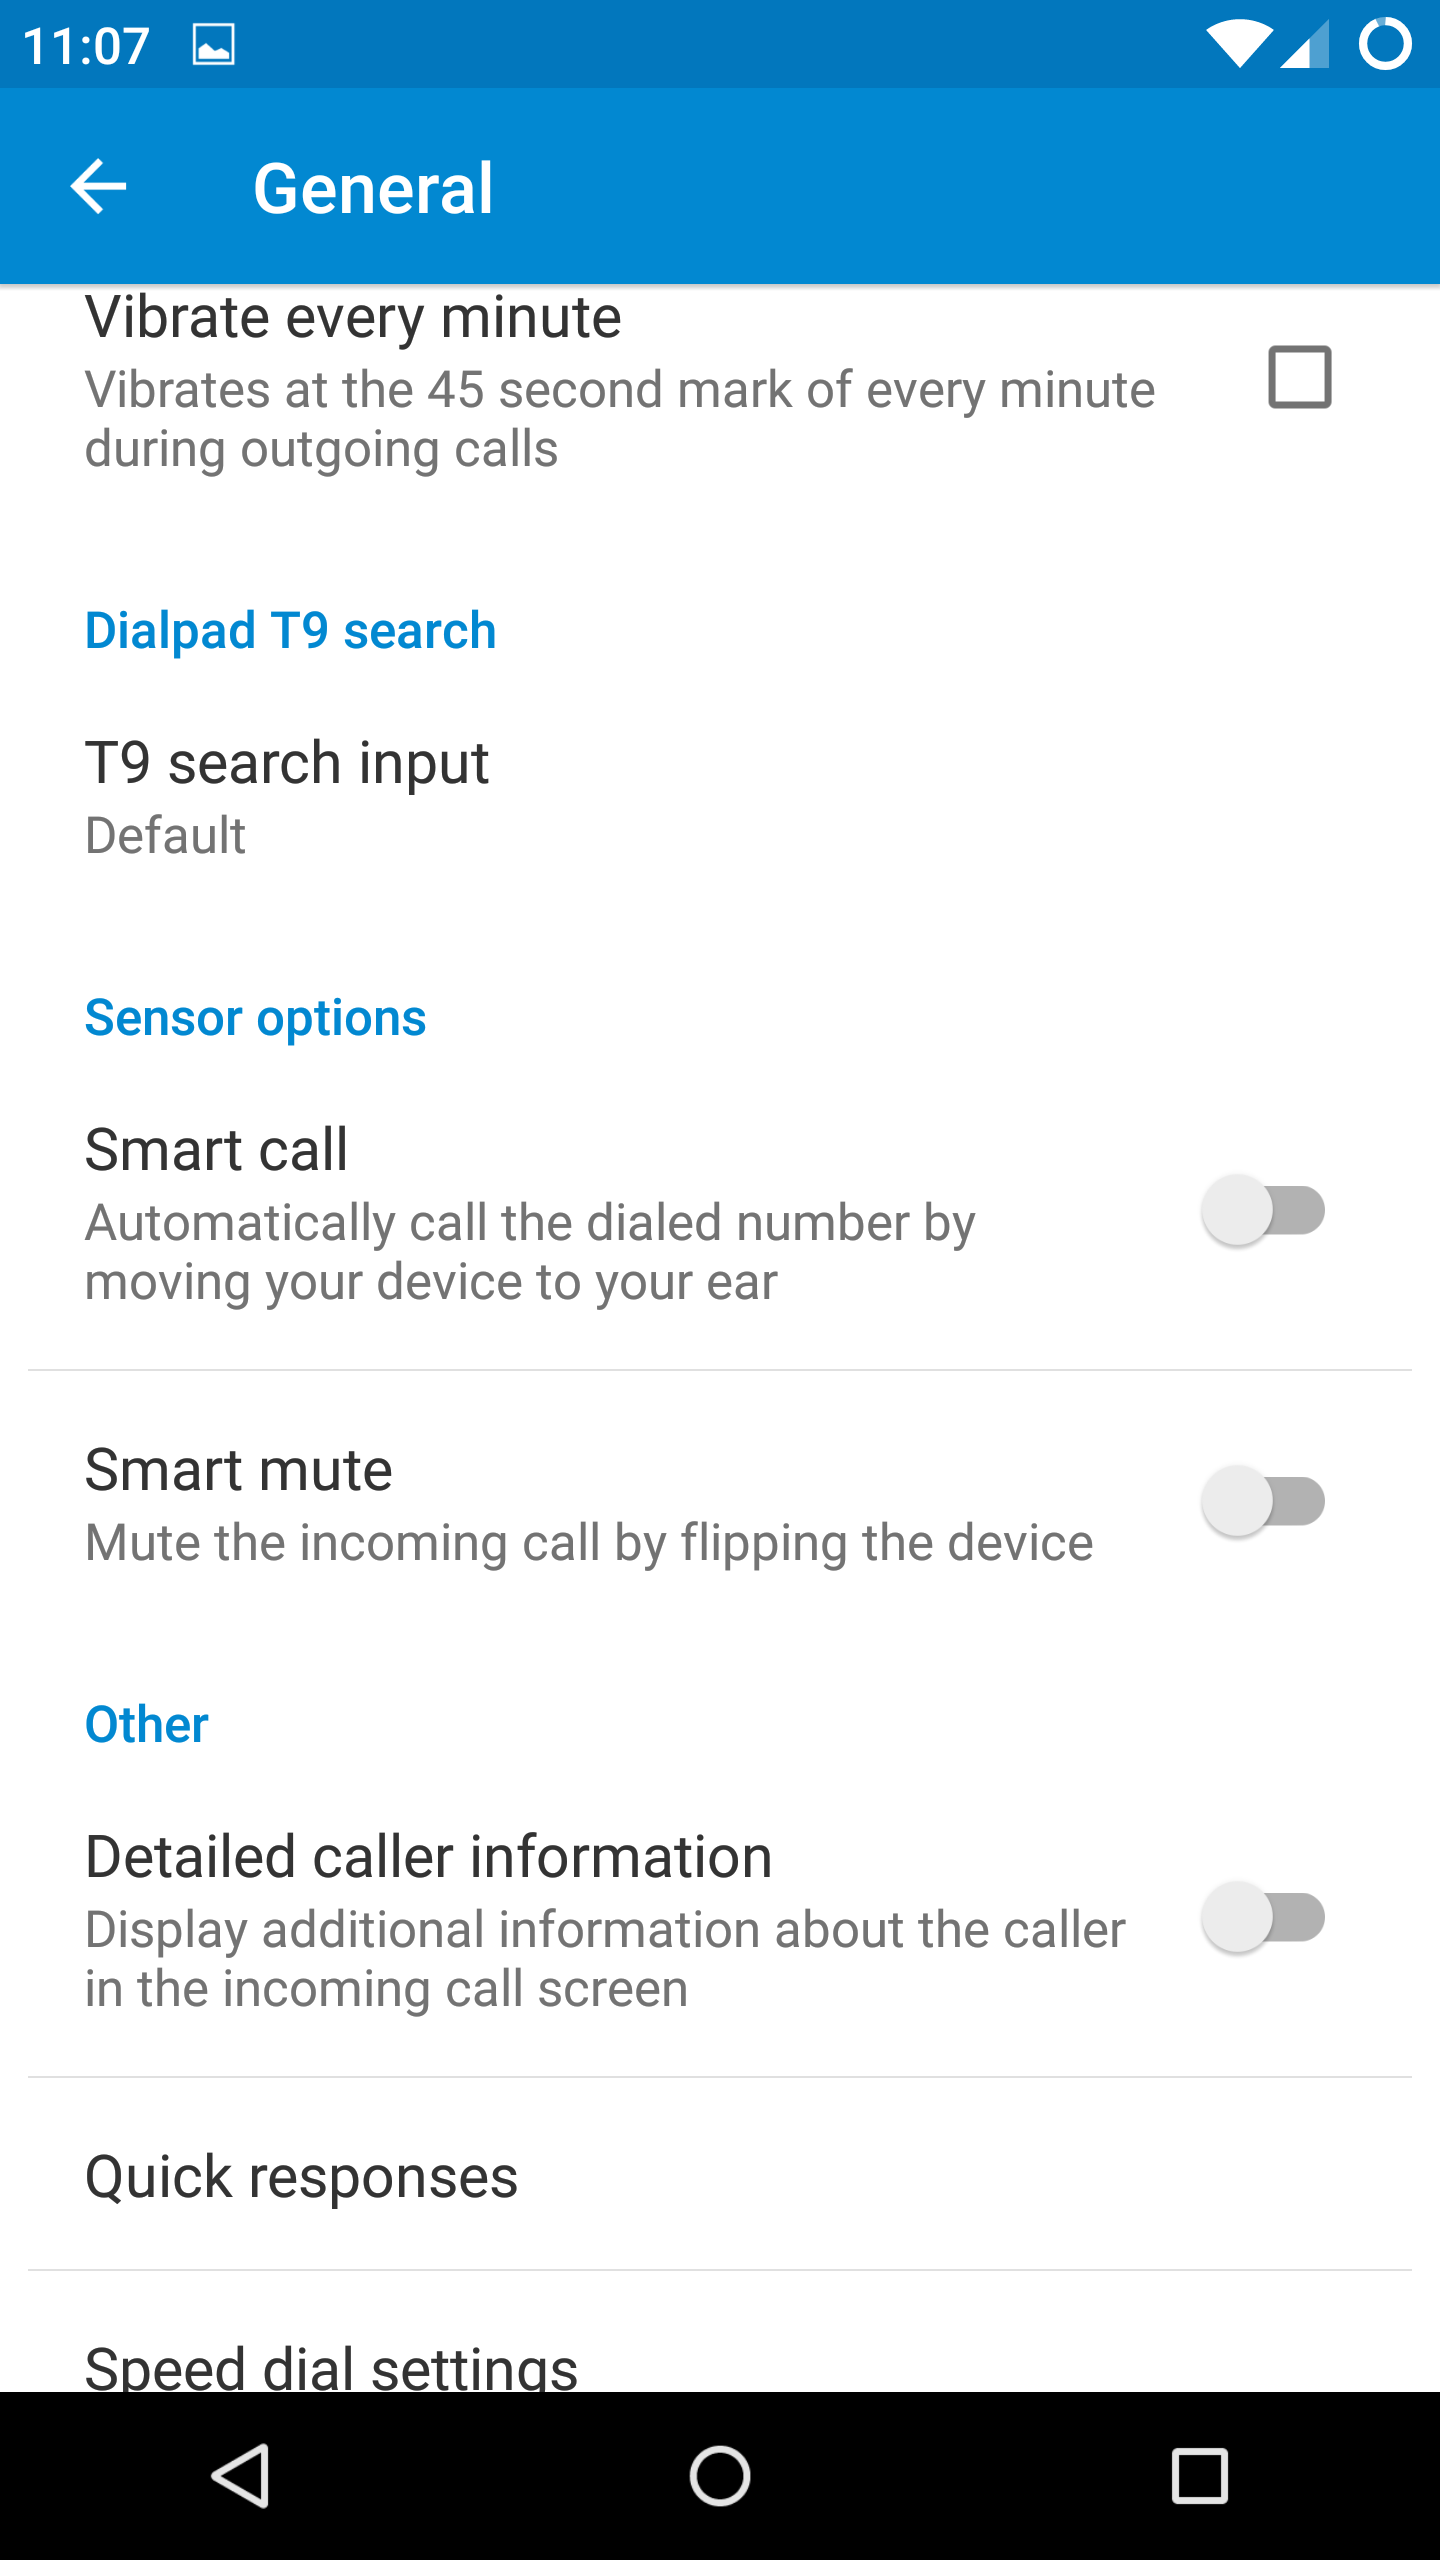 11:07
General
Vibrate every minute
Vibrates at the 45 second mark of every minute
during outgoing calls
Dialpad T9 search
T9 search input
Default
Sensor options
Smart call
Automatically call the dialed number by
moving your device to your ear
Smart mute
Mute the incoming call by flipping the device
Other
Detailed caller information
Display additional information about the caller
in the incoming call screen
Quick responses
Speed dial settings